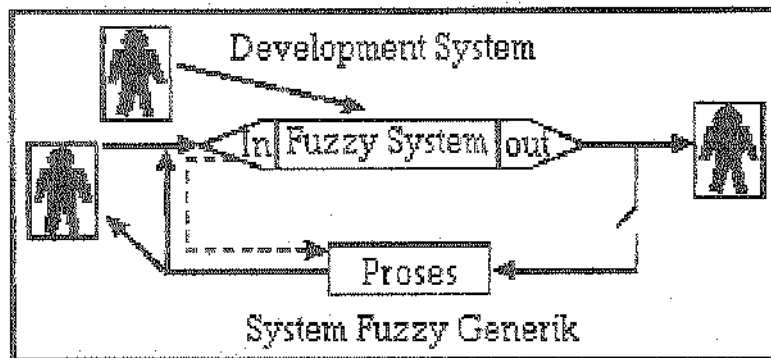 Development System
In Fuzzy System out
Proses
System Fuzzy Generik